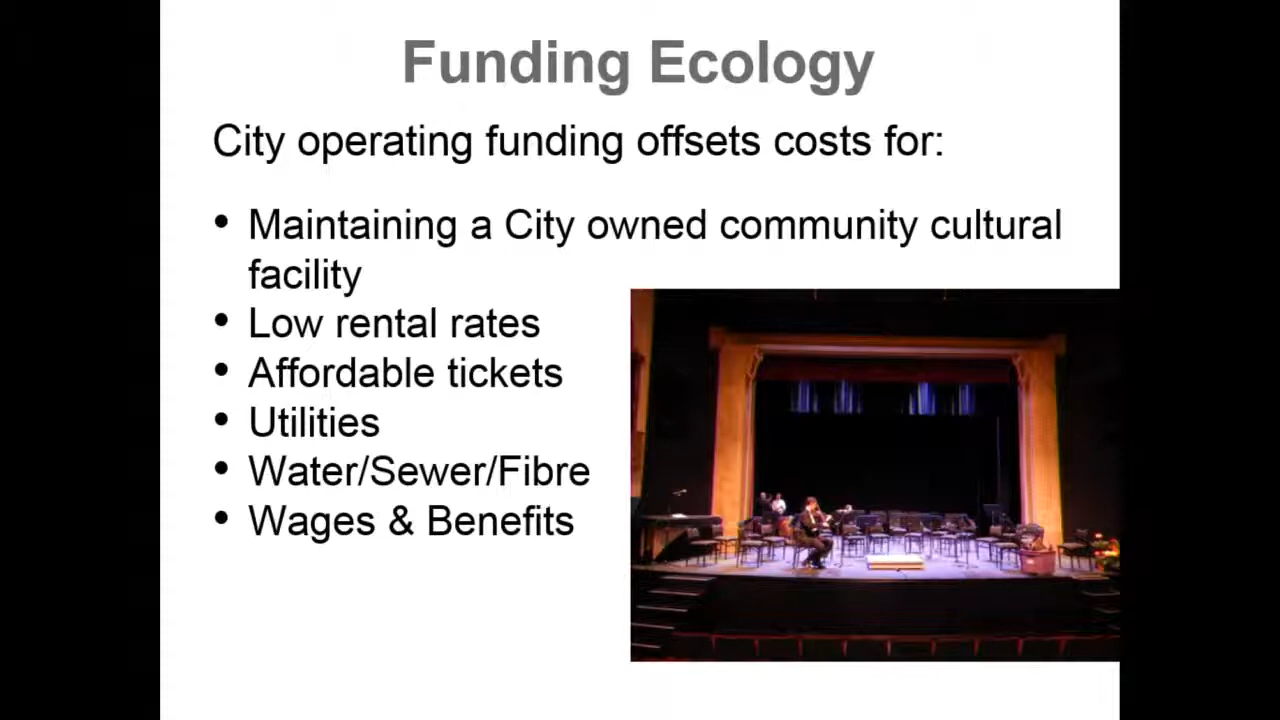 Funding Ecology
City operating funding offsets costs for:
• Maintaining a City owned community cultural
facility
• Low rental rates
• Affordable tickets
• Utilities
• Water/Sewer/Fibre
• Wages & Benefits